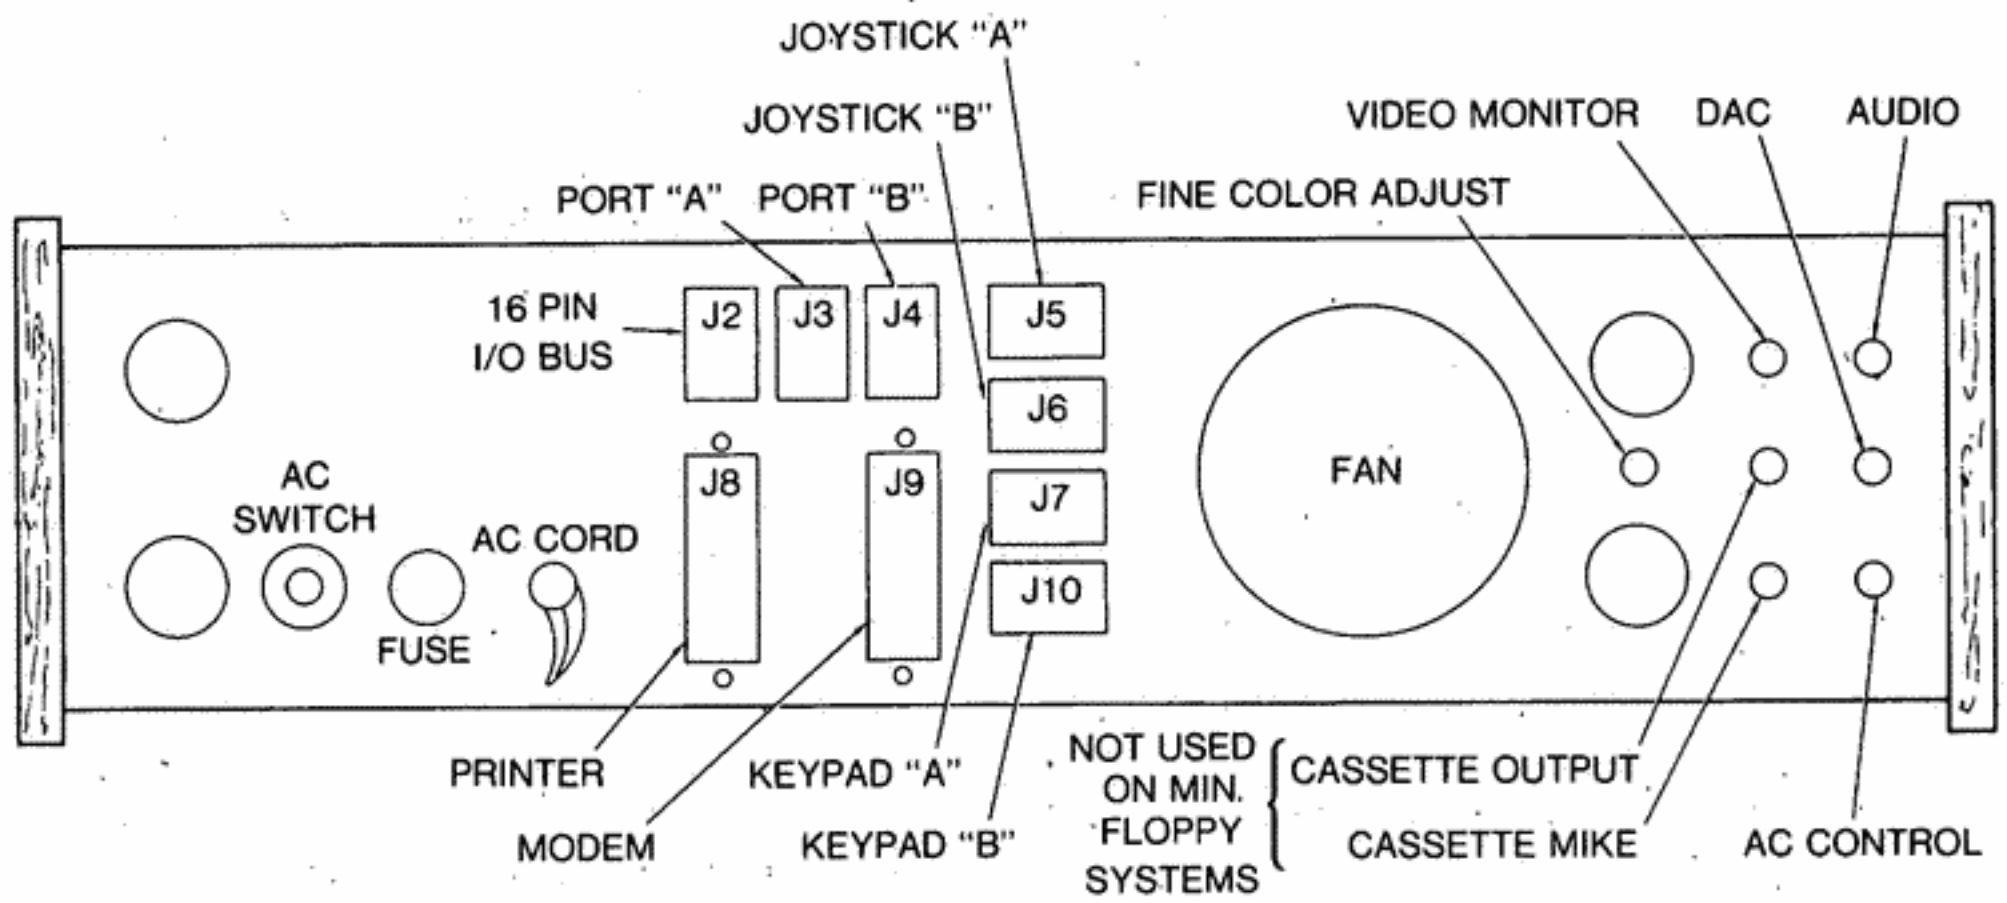 JOYSTICK “A”
JOYSTICK “B”
VIDEO MONITOR
DAC
AUDIO
PORT “A”
PORT “B”
FINE COLOR ADJUST
16 PIN
I/O BUS
J2
J3
J4
J5
J6
J7
J10
J8
J9
FAN
AC
SWITCH
AC CORD
FUSE
PRINTER
MODEM
KEYPAD “A”
KEYPAD “B”
NOT USED
ON MIN.
FLOPPY
SYSTEMS
CASSETTE OUTPUT
CASSETTE MIKE
AC CONTROL